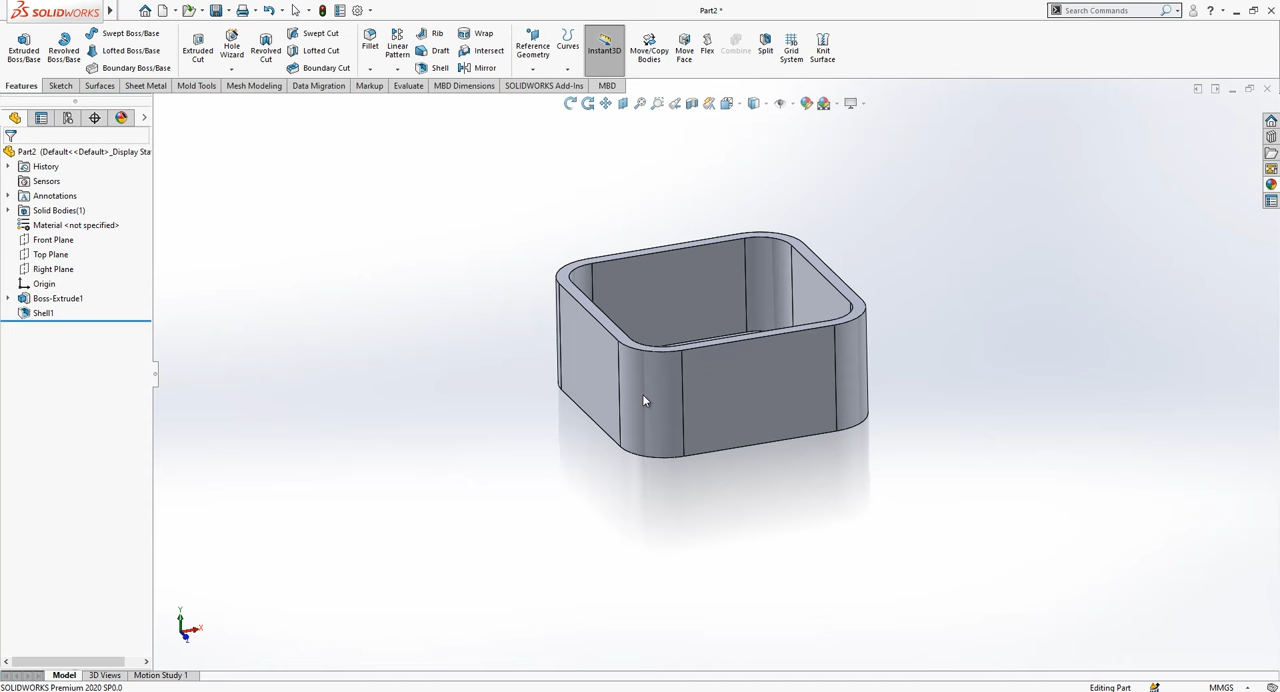 SOLIDWORKS
Part2 *
Search Commands
Extruded Boss/Base
Revolved Boss/Base
Swept Boss/Base
Lofted Boss/Base
Boundary Boss/Base
Extruded Cut
Hole Wizard
Revolved Cut
Swept Cut
Lofted Cut
Boundary Cut
Fillet
Linear Pattern
Rib
Draft
Shell
Wrap
Intersect
Mirror
Reference Geometry
Curves
Instant3D
Move/Copy Bodies
Move Face
Flex
Combine
Split
Grid System
Knit Surface
Features
Sketch
Surfaces
Sheet Metal
Mold Tools
Mesh Modeling
Data Migration
Markup
Evaluate
MBD Dimensions
SOLIDWORKS Add-Ins
MBD
Part2 (Default<<Default>_Display Sta
History
Sensors
Annotations
Solid Bodies(1)
Material <not specified>
Front Plane
Top Plane
Right Plane
Origin
Boss-Extrude1
Shell1
Y
X
Z
Model
3D Views
Motion Study 1
SOLIDWORKS Premium 2020 SP0.0
Editing Part
MMGS